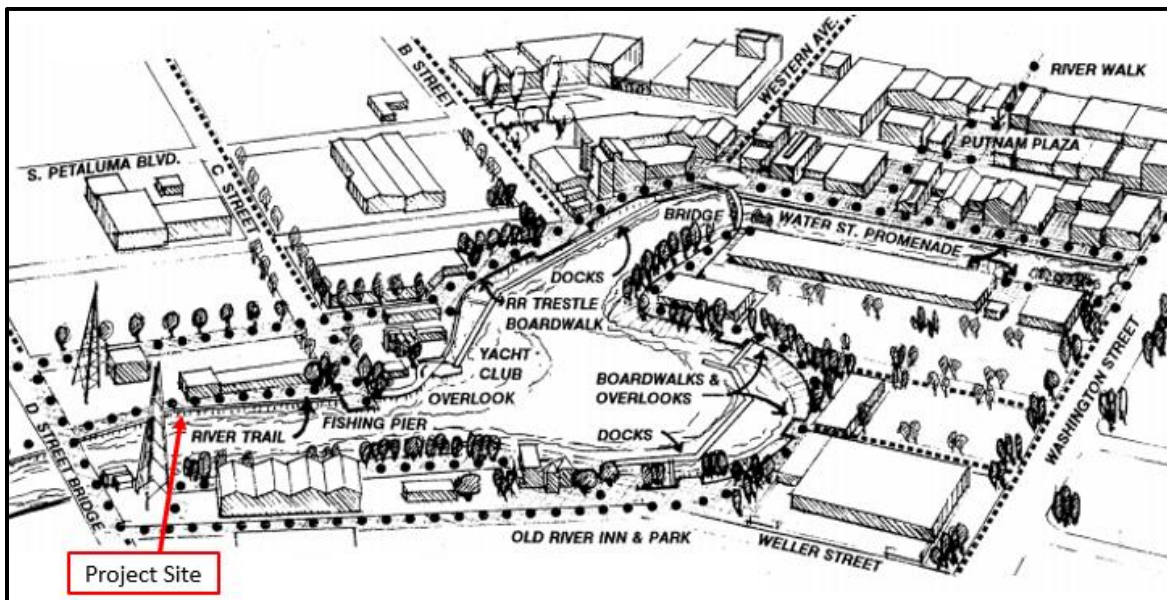 WESTERN AVE.
B STREET
RIVER WALK
PUTNAM PLAZA
S. PETALUMA BLVD.
C STREET
BRIDGE
WATER ST. PROMENADE
DOCKS
RR TRESTLE
BOARDWALK
YACHT
CLUB
OVERLOOK
BOARDWALKS &
OVERLOOKS
WASHINGTON STREET
D STREET BRIDGE
RIVER TRAIL
FISHING PIER
DOCKS
OLD RIVER INN & PARK
WELLER STREET
Project Site